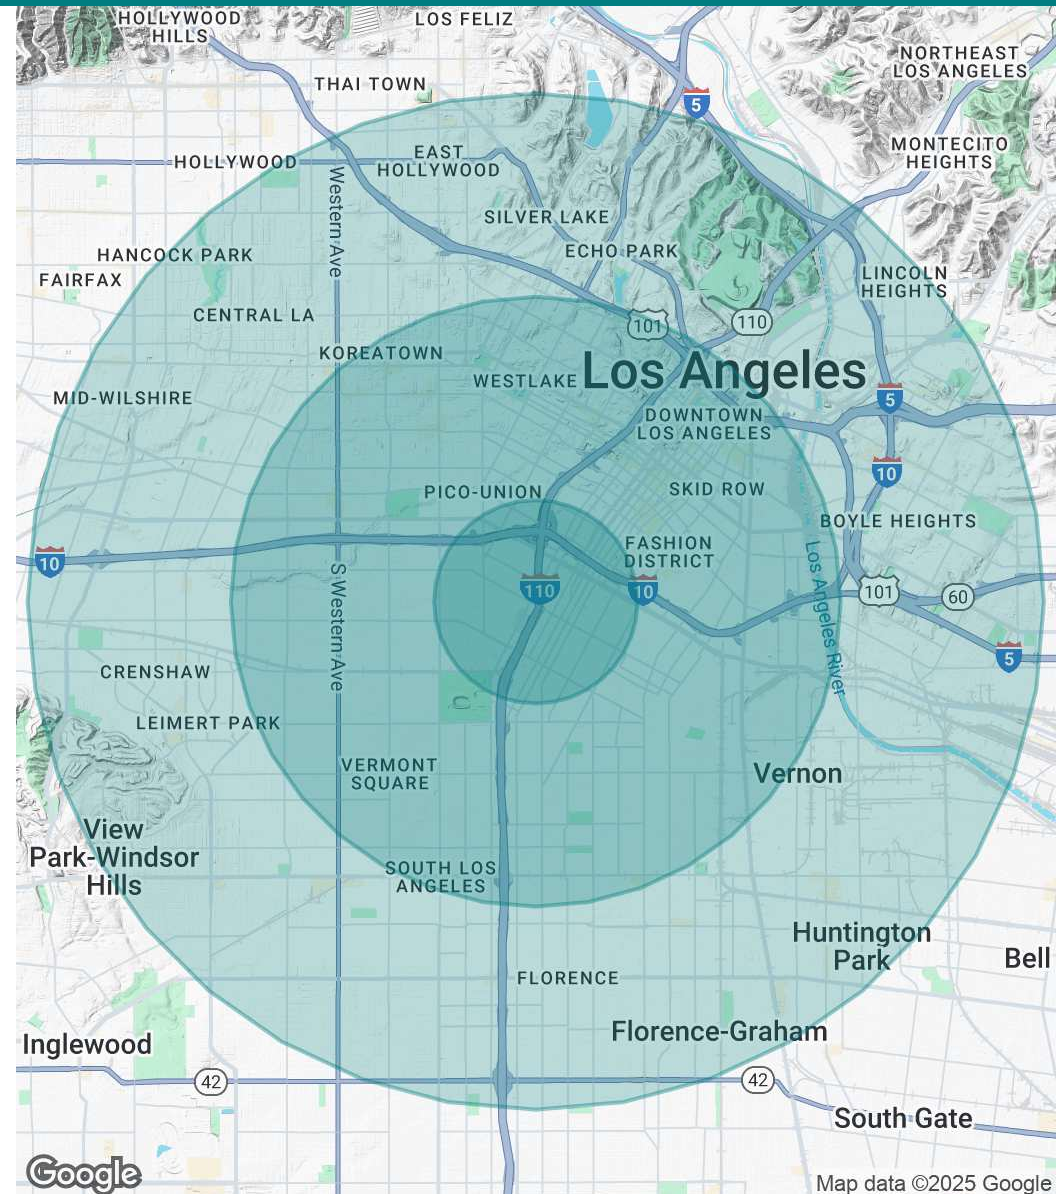 HOLLYWOOD
HILLS
LOS FELIZ
NORTHEAST
LOS ANGELES
THAI TOWN
5
MONTECITO
HEIGHTS
HOLLYWOOD
EAST
HOLLYWOOD
Western Ave
SILVER LAKE
ECHO PARK
HANCOCK PARK
FAIRFAX
LINCOLN
HEIGHTS
CENTRAL LA
101
110
KOREATOWN
WESTLAKE
Los Angeles
MID-WILSHIRE
5
DOWNTOWN
LOS ANGELES
10
PICO-UNION
SKID ROW
BOYLE HEIGHTS
FASHION
DISTRICT
10
110
10
101
60
S Western Ave
Los Angeles River
5
CRENSHAW
LEIMERT PARK
VERMONT
SQUARE
Vernon
View
Park-Windsor
Hills
SOUTH LOS
ANGELES
Huntington
Park
Bell
FLORENCE
Florence-Graham
Inglewood
42
42
South Gate
Google
Map data ©2025 Google